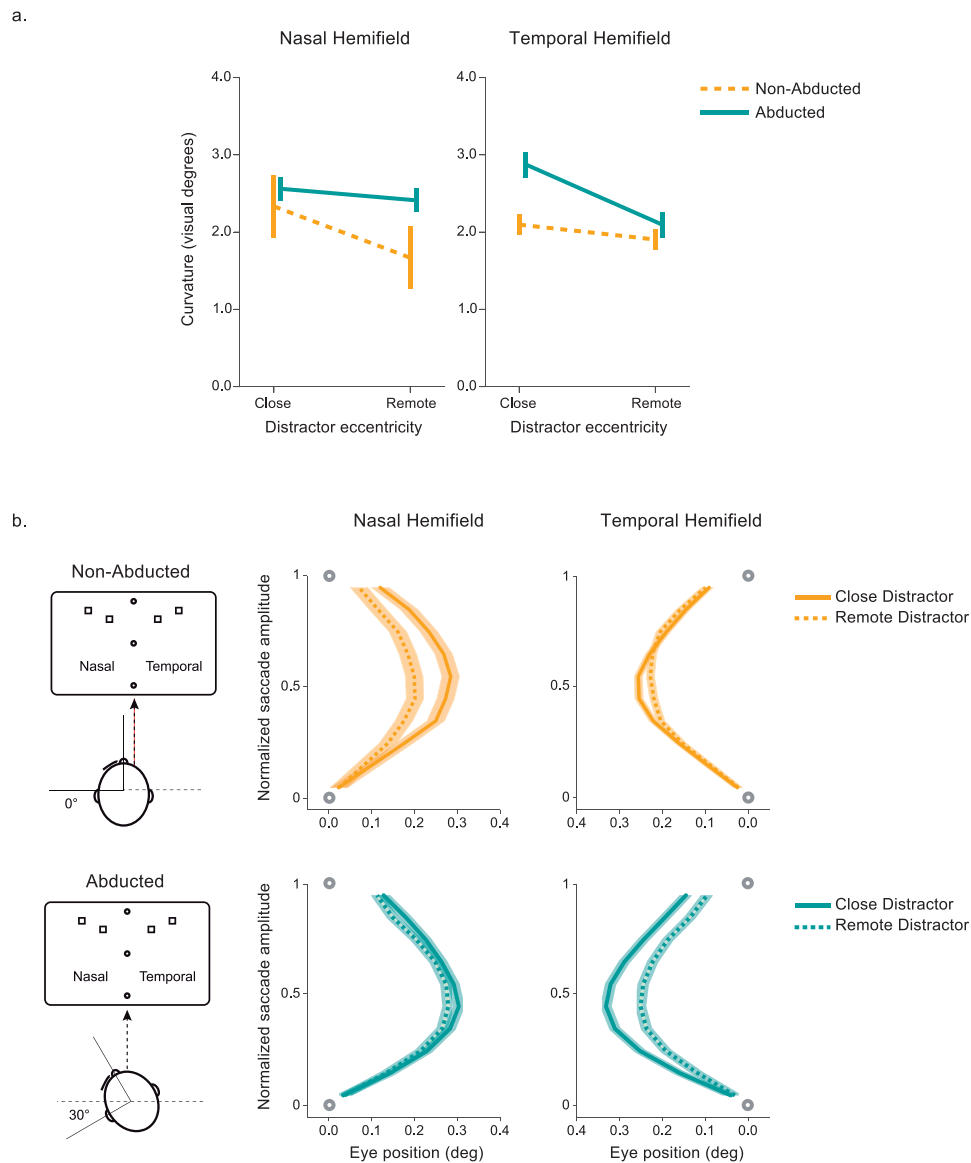 a.
Nasal Hemifield
Temporal Hemifield
Non-Abducted
Abducted
Curvature (visual degrees)
4.0
3.0
2.0
1.0
0.0
Close
Remote
Distractor eccentricity
4.0
3.0
2.0
1.0
0.0
Close
Remote
Distractor eccentricity
b.
Nasal Hemifield
Temporal Hemifield
Non-Abducted
Nasal
Temporal
0°
Normalized saccade amplitude
1
0.5
0
0.0 0.1 0.2 0.3 0.4
1
0.5
0
0.4 0.3 0.2 0.1 0.0
Close Distractor
Remote Distractor
Abducted
Nasal
Temporal
30°
Normalized saccade amplitude
1
0.5
0
0.0 0.1 0.2 0.3 0.4
Eye position (deg)
1
0.5
0
0.4 0.3 0.2 0.1 0.0
Eye position (deg)
Close Distractor
Remote Distractor